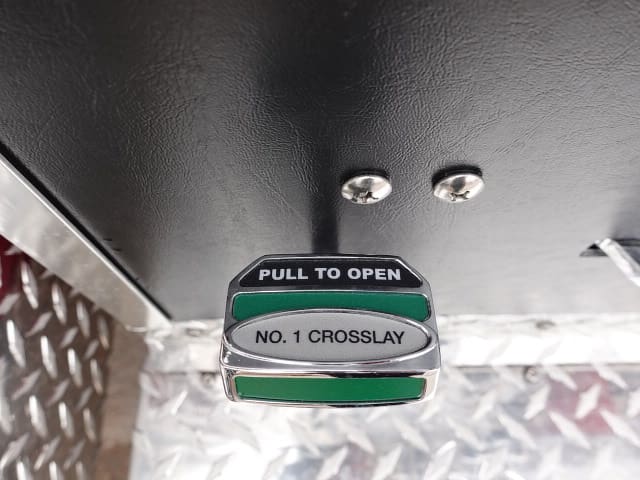 PULL TO OPEN
NO. 1 CROSSLAY